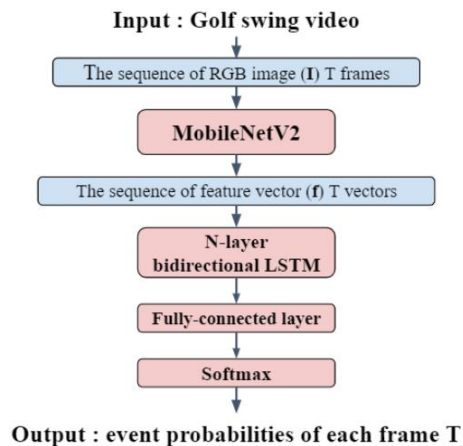 Input : Golf swing video
The sequence of RGB image (I) T frames
MobileNetV2
The sequence of feature vector (f) T vectors
N-layer
bidirectional LSTM
Fully-connected layer
Softmax
Output : event probabilities of each frame T